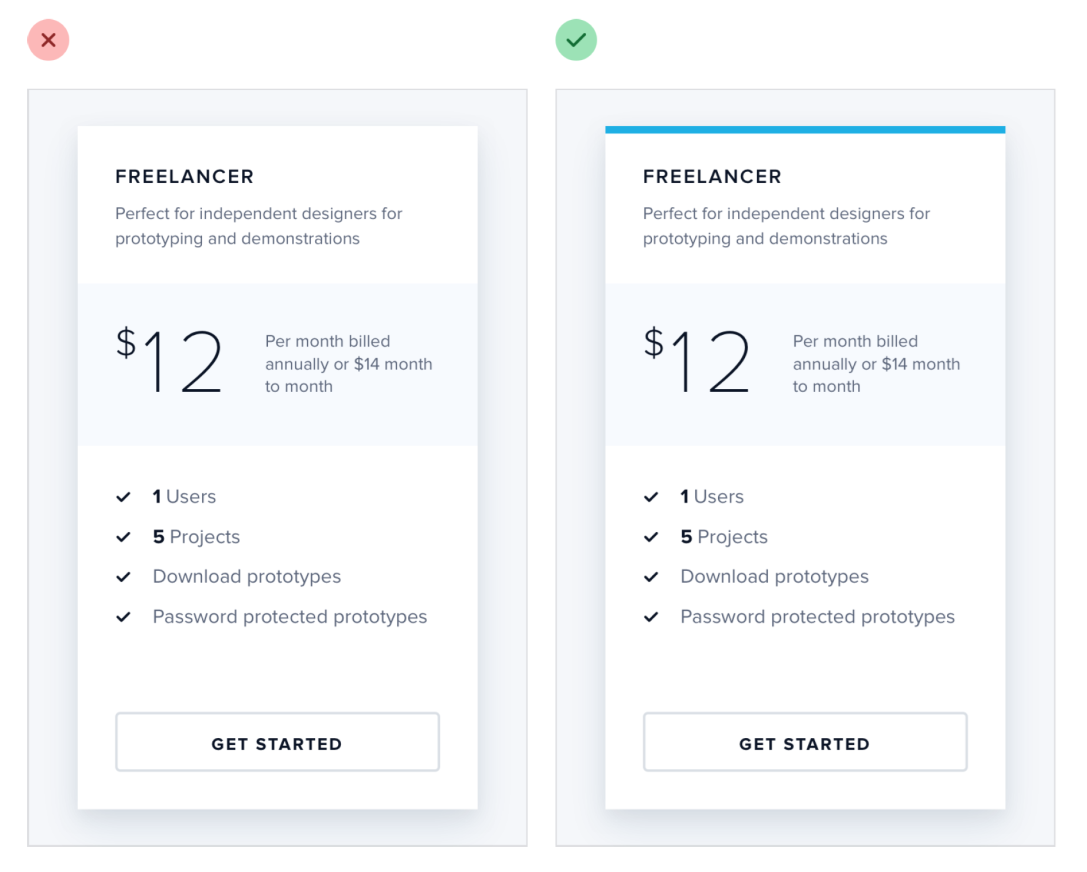 FREELANCER
Perfect for independent designers for
prototyping and demonstrations
$12
Per month billed
annually or $14 month
to month
1 Users
5 Projects
Download prototypes
Password protected prototypes
GET STARTED
FREELANCER
Perfect for independent designers for
prototyping and demonstrations
$12
Per month billed
annually or $14 month
to month
1 Users
5 Projects
Download prototypes
Password protected prototypes
GET STARTED